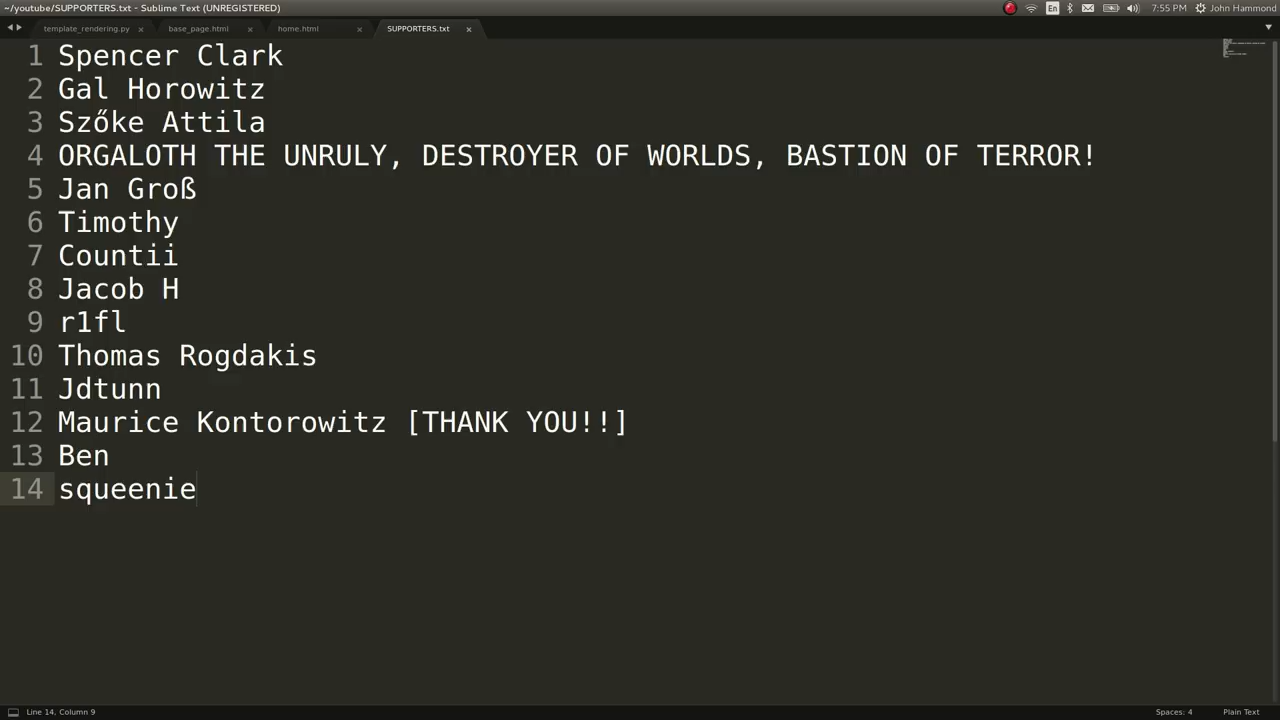 ~/youtube/SUPPORTERS.txt - Sublime Text (UNREGISTERED)
En
7:55 PM
John Hammond
template_rendering.py
base_page.html
home.html
SUPPORTERS.txt
1 Spencer Clark
2 Gal Horowitz
3 Szőke Attila
4 ORGALOTH THE UNRULY, DESTROYER OF WORLDS, BASTION OF TERROR!
5 Jan Groß
6 Timothy
7 Countii
8 Jacob H
9 r1fl
10 Thomas Rogdakis
11 Jdtunn
12 Maurice Kontorowitz [THANK YOU!!]
13 Ben
14 squeenie
Line 14, Column 9
Spaces: 4
Plain Text